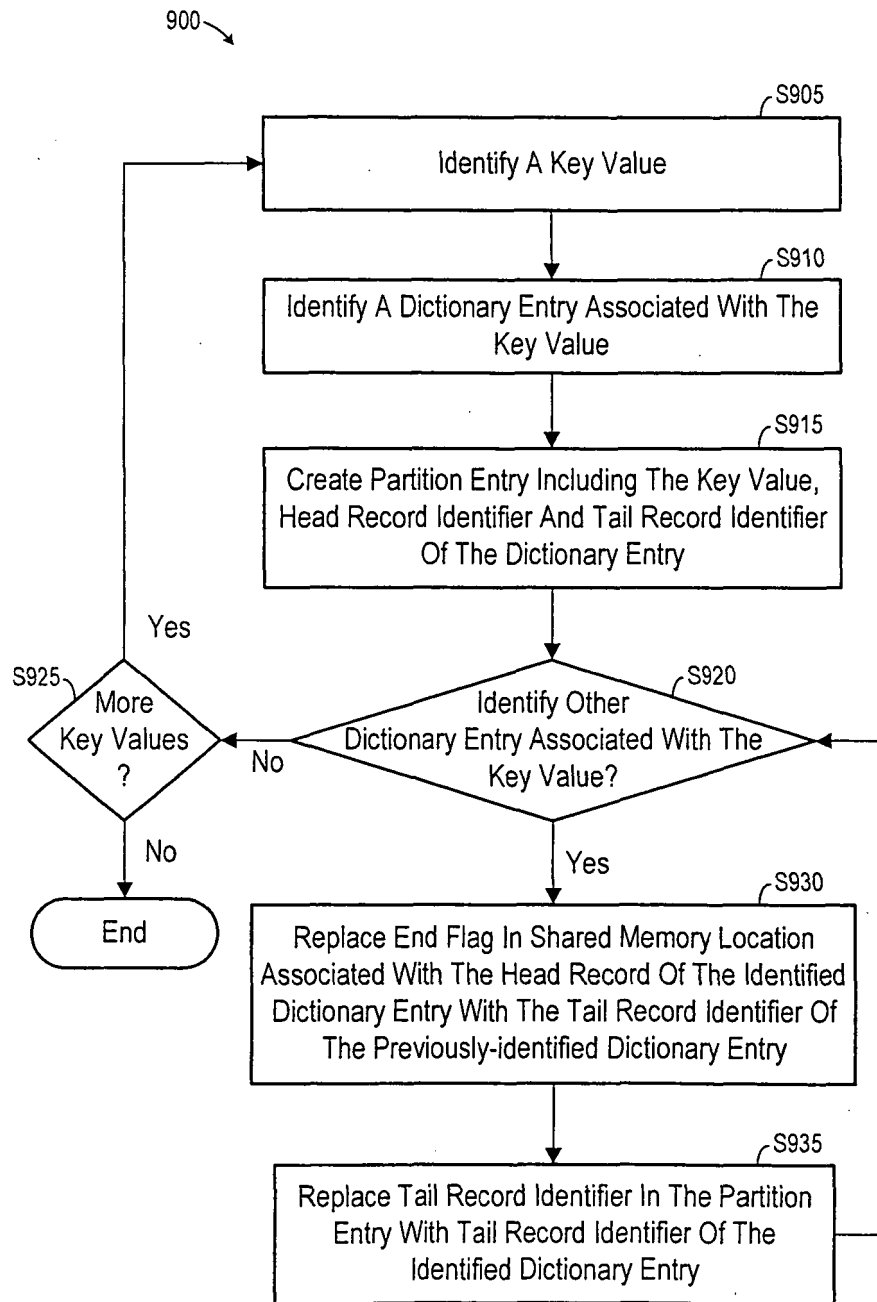 900
S905
Identify A Key Value
S910
Identify A Dictionary Entry Associated With The
Key Value
S915
Create Partition Entry Including The Key Value,
Head Record Identifier And Tail Record Identifier
Of The Dictionary Entry
Yes
S925
More
Key Values
?
No
S920
Identify Other
Dictionary Entry Associated With The
Key Value?
No
End
Yes
S930
Replace End Flag In Shared Memory Location
Associated With The Head Record Of The Identified
Dictionary Entry With The Tail Record Identifier Of
The Previously-identified Dictionary Entry
S935
Replace Tail Record Identifier In The Partition
Entry With Tail Record Identifier Of The
Identified Dictionary Entry